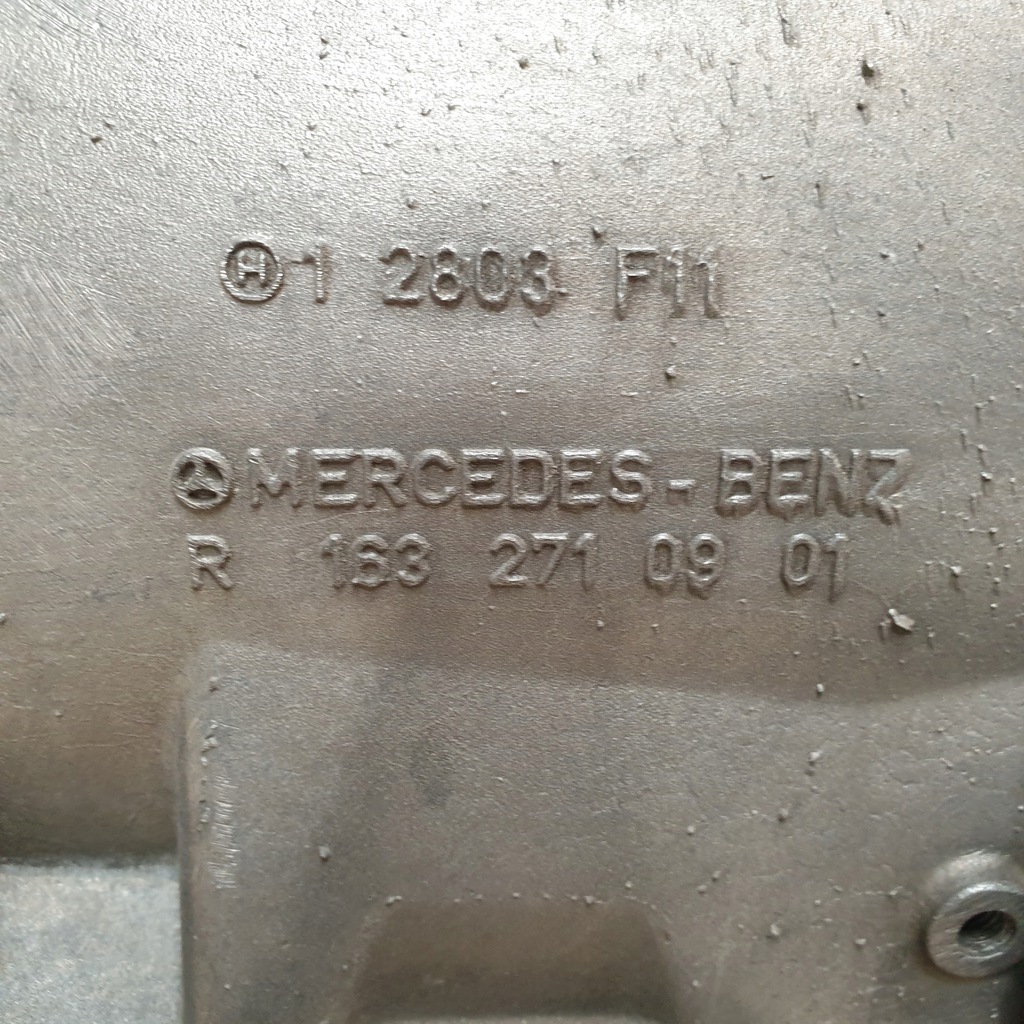 H 1 2803 F11
MERCEDES-BENZ
R 163 271 09 01